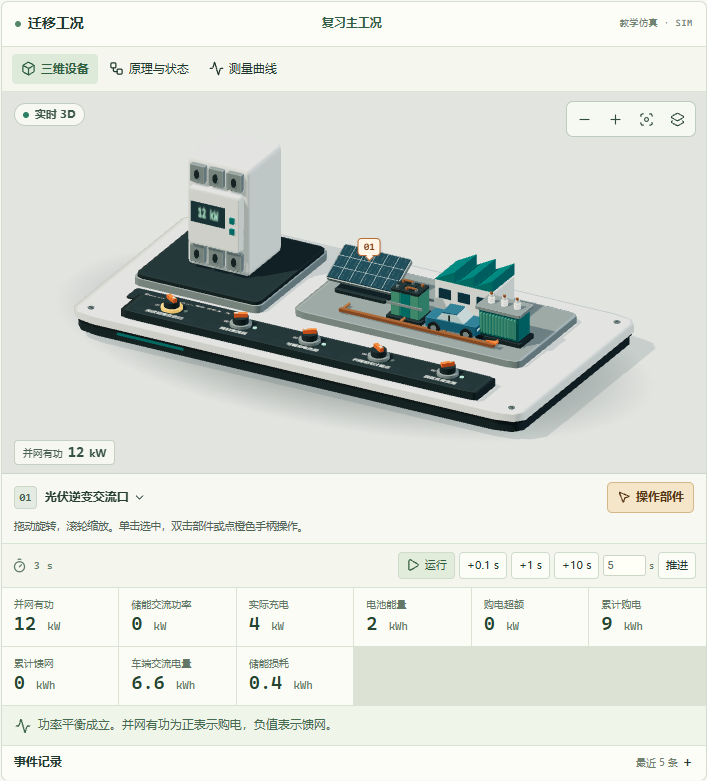 迁移工况
复习主工况
教学仿真 · SIM
三维设备
原理与状态
测量曲线
实时 3D
12 kW
01
并网有功 12 kW
01 光伏逆变交流口
操作部件
拖动旋转，滚轮缩放。单击选中，双击部件或点橙色手柄操作。
3 s
运行
+0.1 s
+1 s
+10 s
5 s
推进
并网有功
12 kW
储能交流功率
0 kW
实际充电
4 kW
电池能量
2 kWh
购电超额
0 kW
累计购电
9 kWh
累计馈网
0 kWh
车端交流电量
6.6 kWh
储能损耗
0.4 kWh
功率平衡成立。并网有功为正表示购电，负值表示馈网。
事件记录
最近 5 条 +